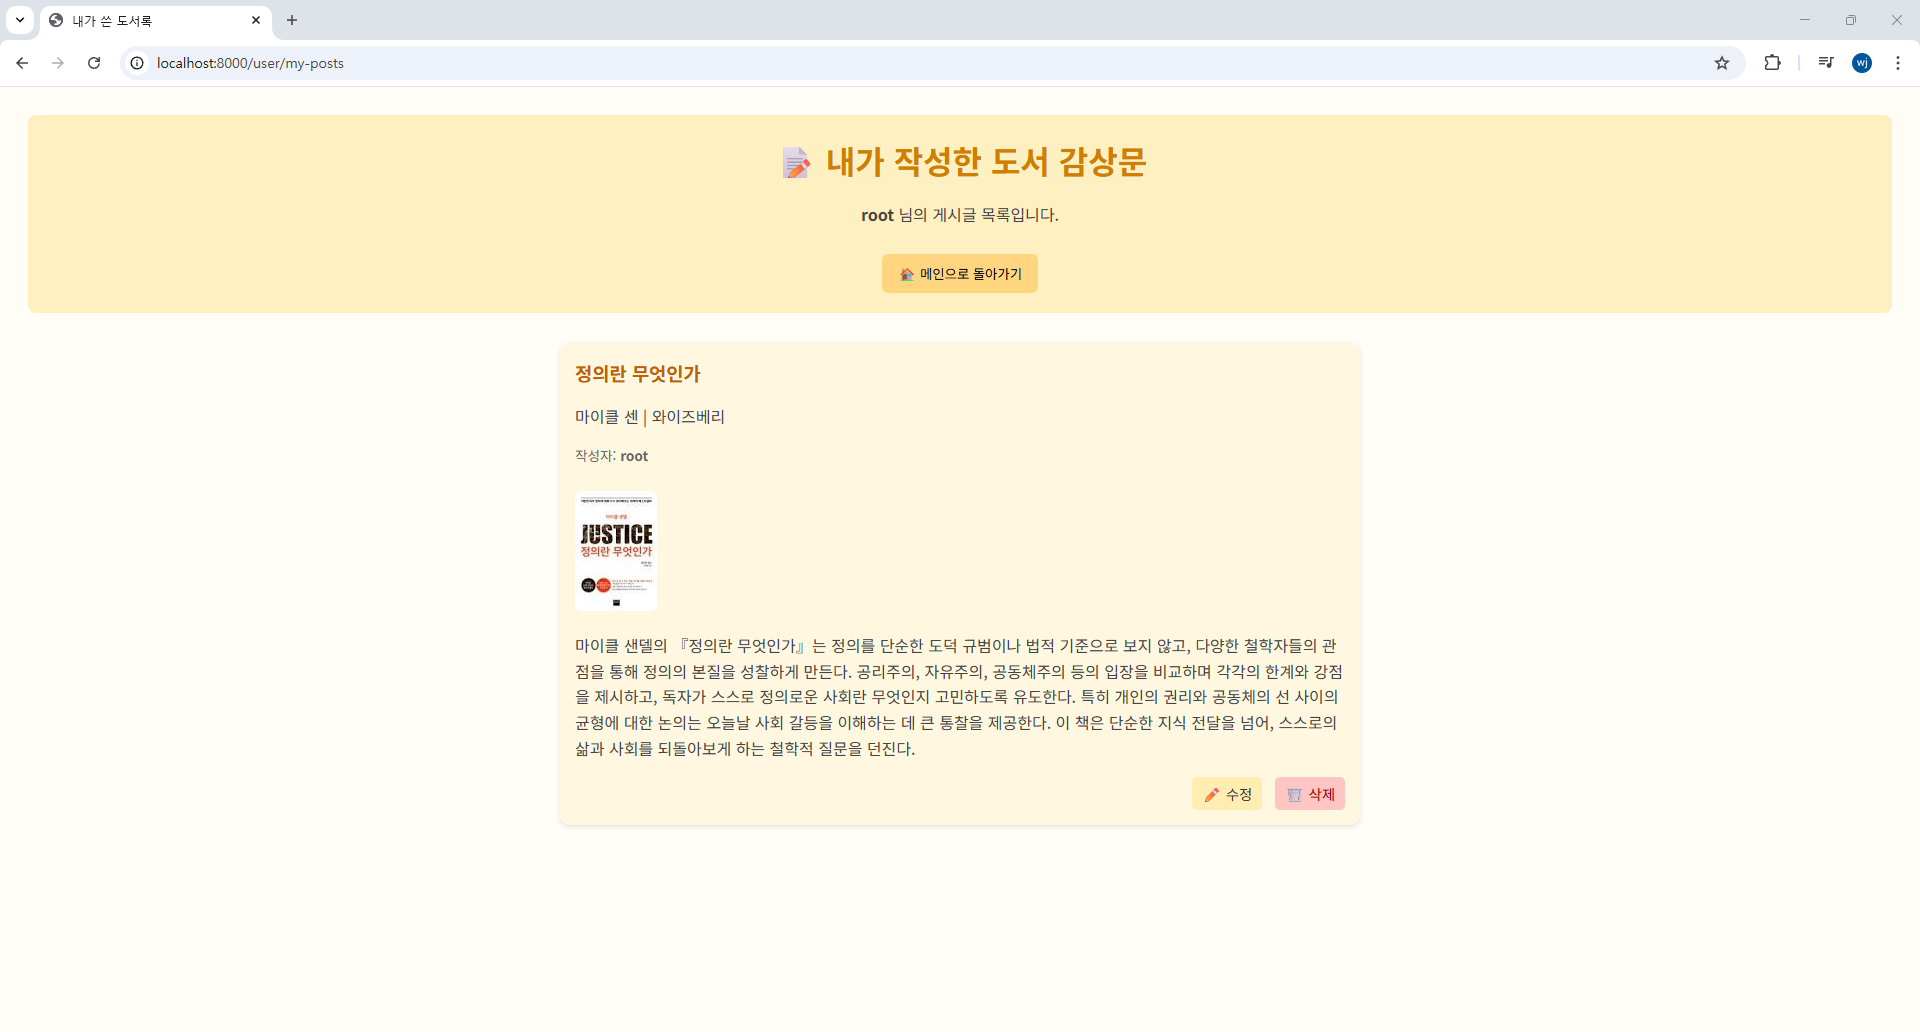 내가 쓴 도서록
localhost:8000/user/my-posts
wj
내가 작성한 도서 감상문
root 님의 게시글 목록입니다.
메인으로 돌아가기
정의란 무엇인가
마이클 센 | 와이즈베리
작성자: root
마이클 샌델
JUSTICE
정의란 무엇인가
마이클 샌델의 『정의란 무엇인가』는 정의를 단순한 도덕 규범이나 법적 기준으로 보지 않고, 다양한 철학자들의 관
점을 통해 정의의 본질을 성찰하게 만든다. 공리주의, 자유주의, 공동체주의 등의 입장을 비교하며 각각의 한계와 강점
을 제시하고, 독자가 스스로 정의로운 사회란 무엇인지 고민하도록 유도한다. 특히 개인의 권리와 공동체의 선 사이의
균형에 대한 논의는 오늘날 사회 갈등을 이해하는 데 큰 통찰을 제공한다. 이 책은 단순한 지식 전달을 넘어, 스스로의
삶과 사회를 되돌아보게 하는 철학적 질문을 던진다.
수정
삭제